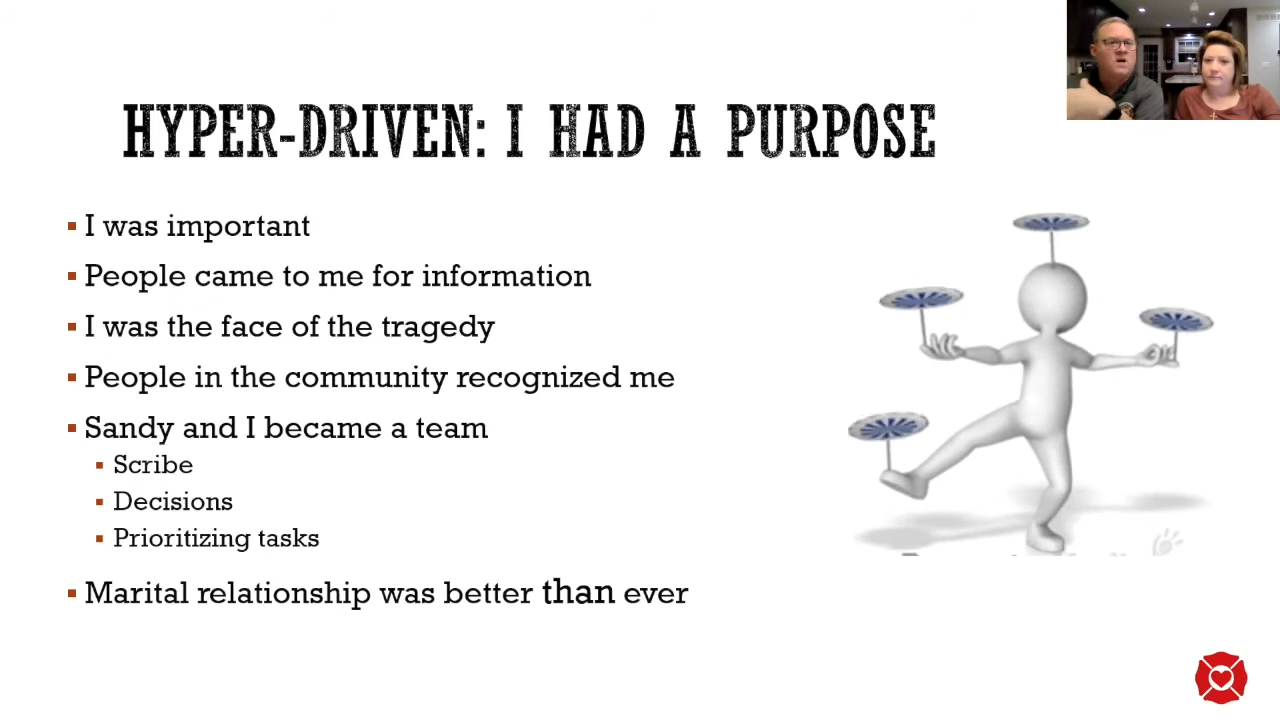 HYPER-DRIVEN: I HAD A PURPOSE
I was important
People came to me for information
I was the face of the tragedy
People in the community recognized me
Sandy and I became a team
Scribe
Decisions
Prioritizing tasks
Marital relationship was better than ever